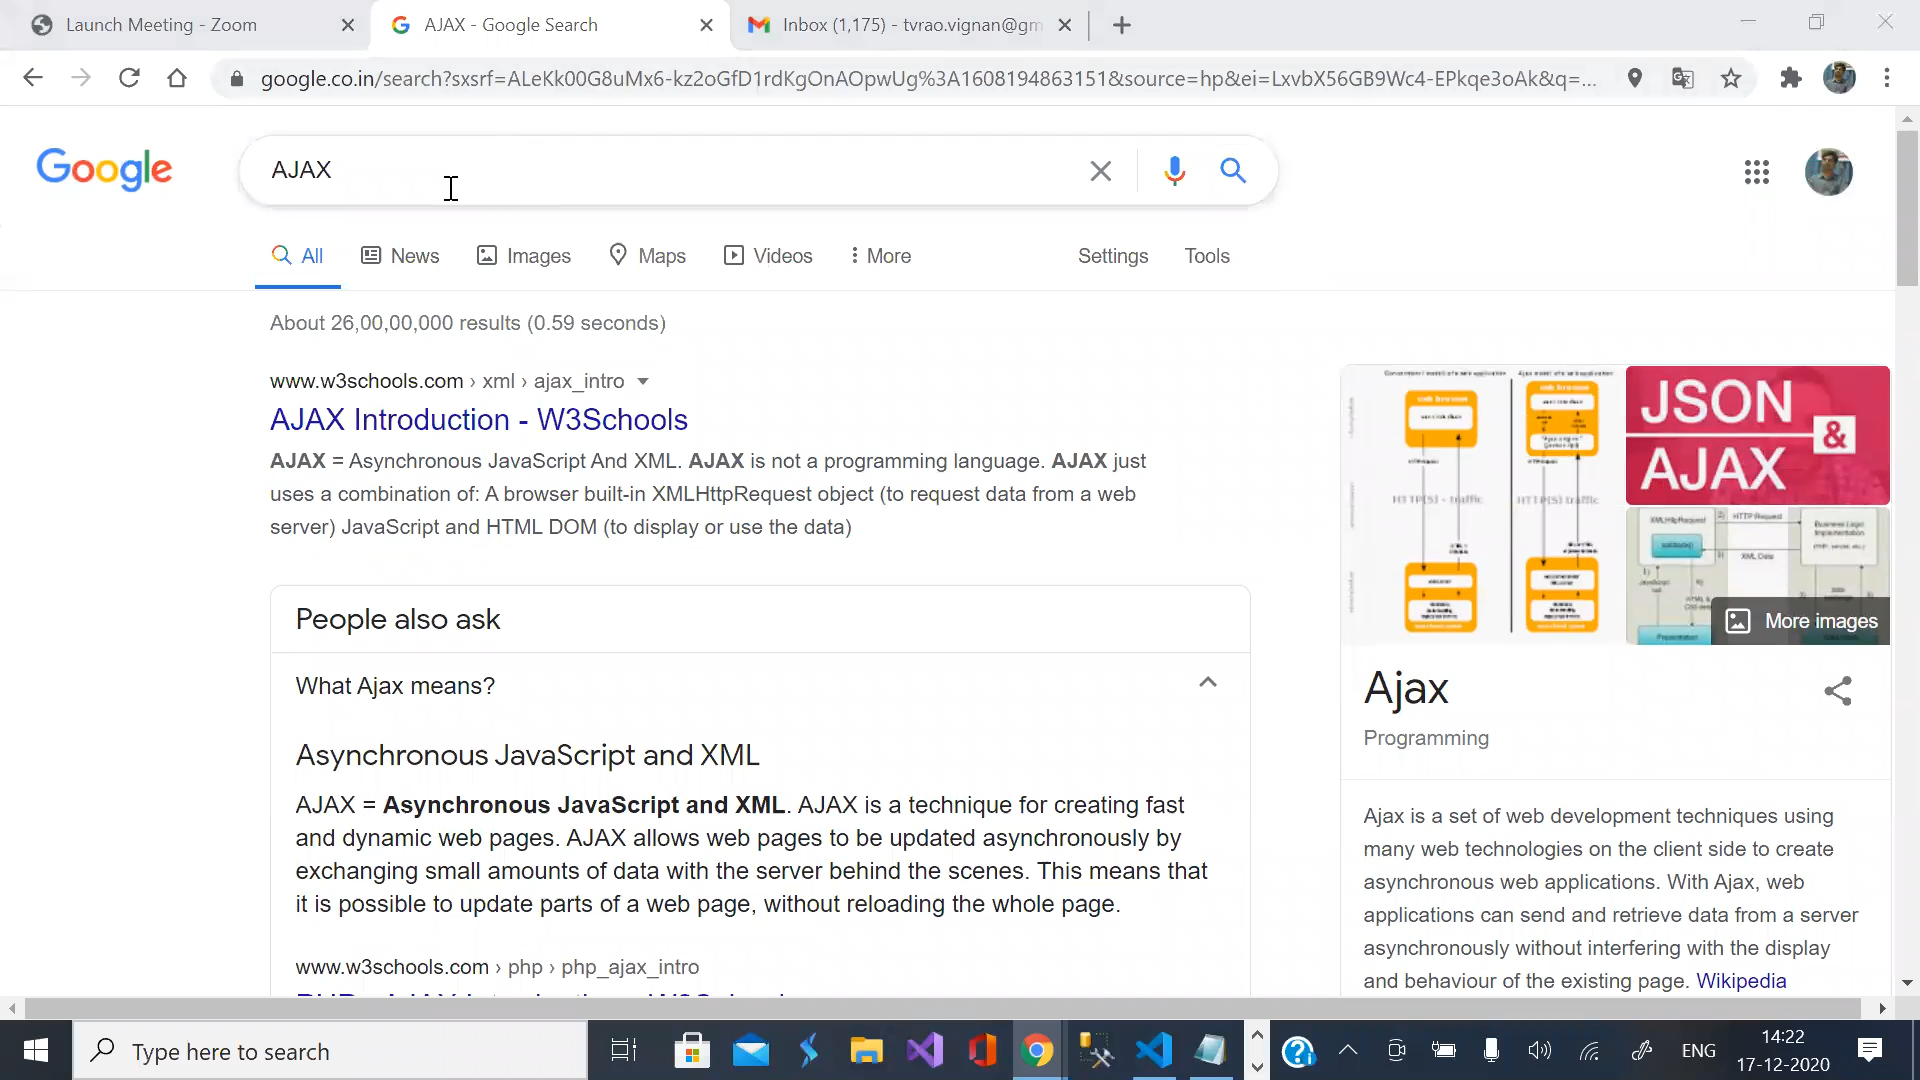 Launch Meeting - Zoom
AJAX - Google Search
Inbox (1,175) - tvrao.vignan@gm
google.co.in/search?sxsrf=ALeKk00G8uMx6-kz2oGfD1rdKgOnAOpwUg%3A1608194863151&source=hp&ei=LxvbX56GB9Wc4-EPkqe3oAk&q=...
Google
AJAX
All
News
Images
Maps
Videos
More
Settings
Tools
About 26,00,00,000 results (0.59 seconds)
www.w3schools.com › xml › ajax_intro
AJAX Introduction - W3Schools
AJAX = Asynchronous JavaScript And XML. AJAX is not a programming language. AJAX just
uses a combination of: A browser built-in XMLHttpRequest object (to request data from a web
server) JavaScript and HTML DOM (to display or use the data)
People also ask
What Ajax means?
Asynchronous JavaScript and XML
AJAX = Asynchronous JavaScript and XML. AJAX is a technique for creating fast
and dynamic web pages. AJAX allows web pages to be updated asynchronously by
exchanging small amounts of data with the server behind the scenes. This means that
it is possible to update parts of a web page, without reloading the whole page.
www.w3schools.com › php › php_ajax_intro
HTTP(S) - traffic
HTTP(S) traffic
JSON
&
AJAX
HTTP Request
XML Data
More images
Ajax
Programming
Ajax is a set of web development techniques using
many web technologies on the client side to create
asynchronous web applications. With Ajax, web
applications can send and retrieve data from a server
asynchronously without interfering with the display
and behaviour of the existing page. Wikipedia
Type here to search
ENG
14:22
17-12-2020